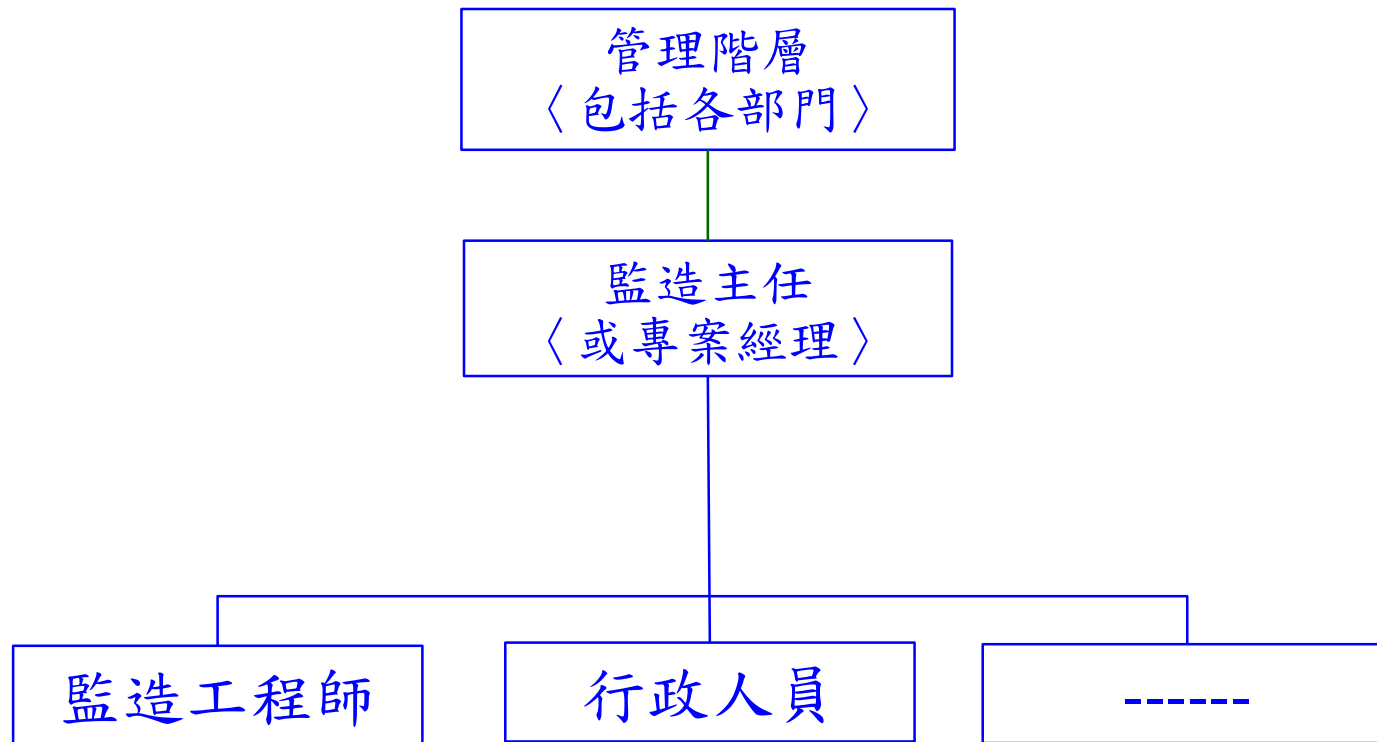 管理階層
〈包括各部門〉
監造主任
〈或專案經理〉
監造工程師
行政人員
------